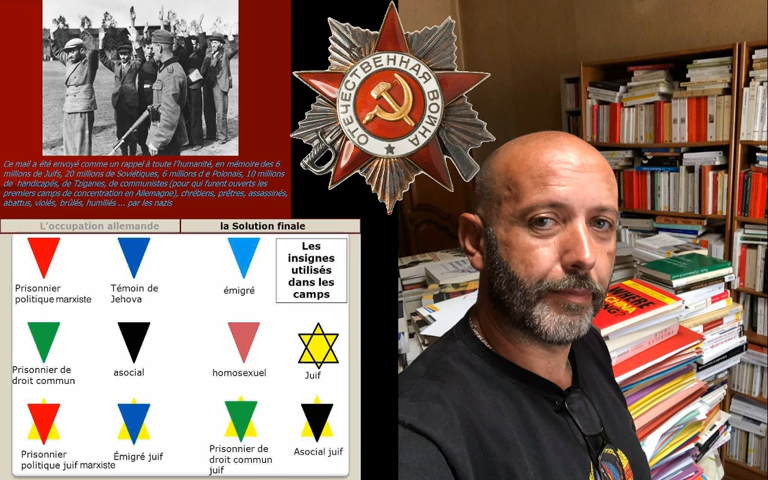 Ce mail a été envoyé comme un rappel à toute l'humanité, en mémoire des 6
millions de Juifs, 20 millions de Soviétiques, 6 millions d e Polonais, 10 millions
de handicapés, de Tziganes, de communistes (pour qui furent ouverts les
premiers camps de concentration en Allemagne), chrétiens, prêtres, assassinés,
abattus, violés, brûlés, humiliés ... par les nazis
ОТЕЧЕСТВЕННАЯ ВОЙНА
L'occupation allemande
la Solution finale
Les
insignes
utilisés
dans les
camps
Prisonnier
politique marxiste
Témoin de
Jehova
émigré
Prisonnier de
droit commun
asocial
homosexuel
Juif
Prisonnier
politique juif marxiste
Émigré juif
Prisonnier de
droit commun
juif
Asocial juif
WHERE